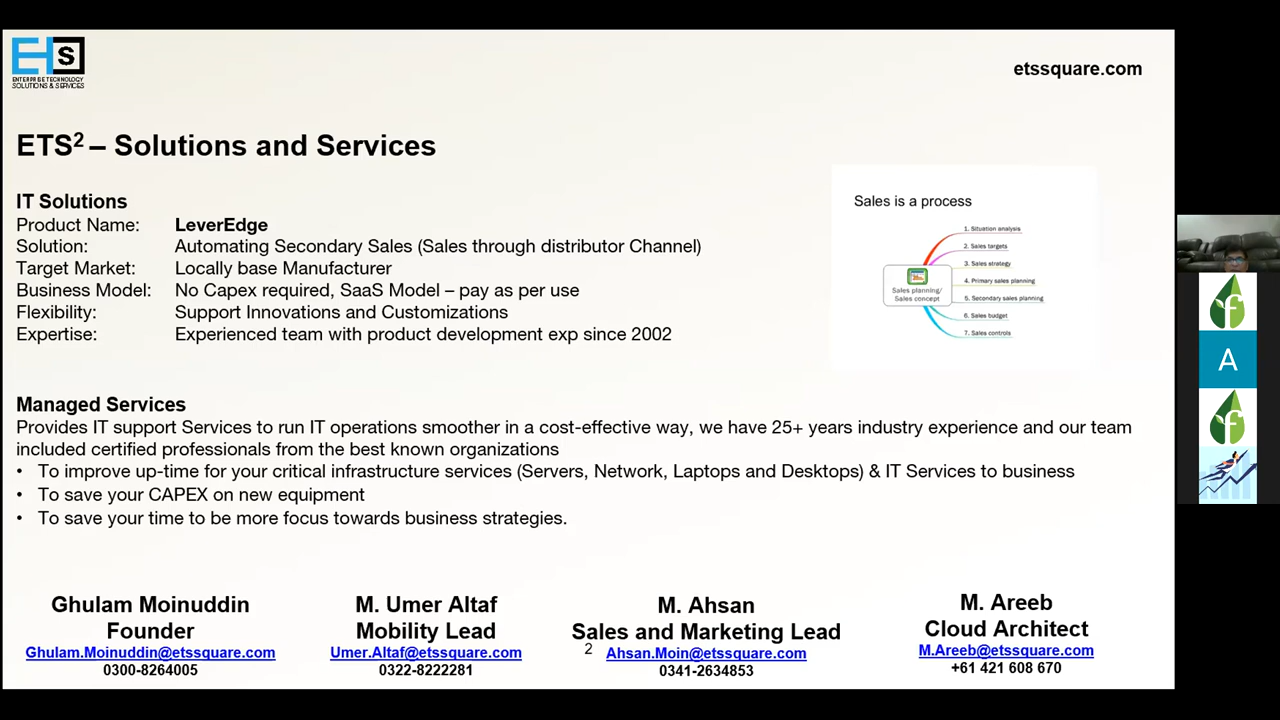 ETS
ENTERPRISE TECHNOLOGY
SOLUTIONS & SERVICES
etssquare.com
ETS² – Solutions and Services
IT Solutions
Product Name: LeverEdge
Solution: Automating Secondary Sales (Sales through distributor Channel)
Target Market: Locally base Manufacturer
Business Model: No Capex required, SaaS Model – pay as per use
Flexibility: Support Innovations and Customizations
Expertise: Experienced team with product development exp since 2002
Sales is a process
Sales planning/
Sales concept
1. Situation analysis
2. Sales targets
3. Sales strategy
4. Primary sales planning
5. Secondary sales planning
6. Sales budget
7. Sales controls
Managed Services
Provides IT support Services to run IT operations smoother in a cost-effective way, we have 25+ years industry experience and our team
included certified professionals from the best known organizations
• To improve up-time for your critical infrastructure services (Servers, Network, Laptops and Desktops) & IT Services to business
• To save your CAPEX on new equipment
• To save your time to be more focus towards business strategies.
Ghulam Moinuddin
Founder
Ghulam.Moinuddin@etssquare.com
0300-8264005
M. Umer Altaf
Mobility Lead
Umer.Altaf@etssquare.com
0322-8222281
M. Ahsan
Sales and Marketing Lead
2
Ahsan.Moin@etssquare.com
0341-2634853
M. Areeb
Cloud Architect
M.Areeb@etssquare.com
+61 421 608 670
f
A
f